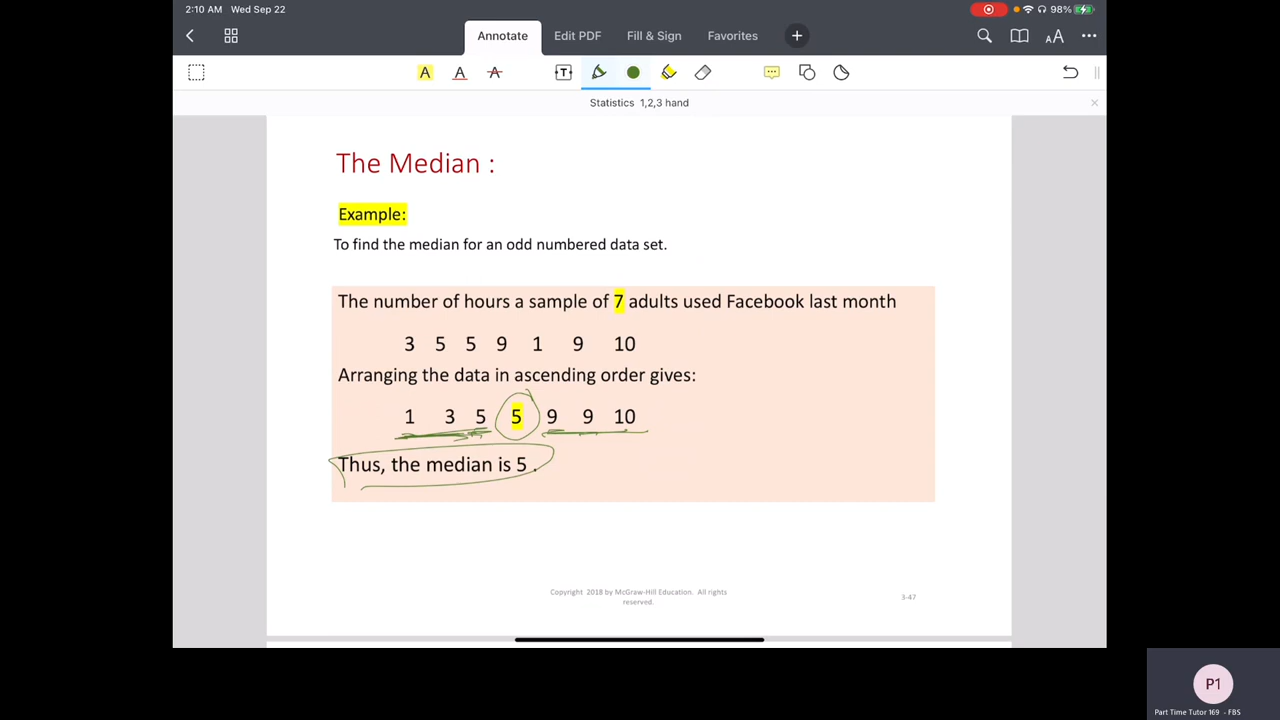 2:10 AM Wed Sep 22
98%
Annotate
Edit PDF
Fill & Sign
Favorites
Statistics 1,2,3 hand
The Median :
Example:
To find the median for an odd numbered data set.
The number of hours a sample of 7 adults used Facebook last month
3 5 5 9 1 9 10
Arranging the data in ascending order gives:
1 3 5 5 9 9 10
Thus, the median is 5 .
Copyright 2018 by McGraw-Hill Education. All rights
reserved.
3-47
P1
Part Time Tutor 169 - FBS